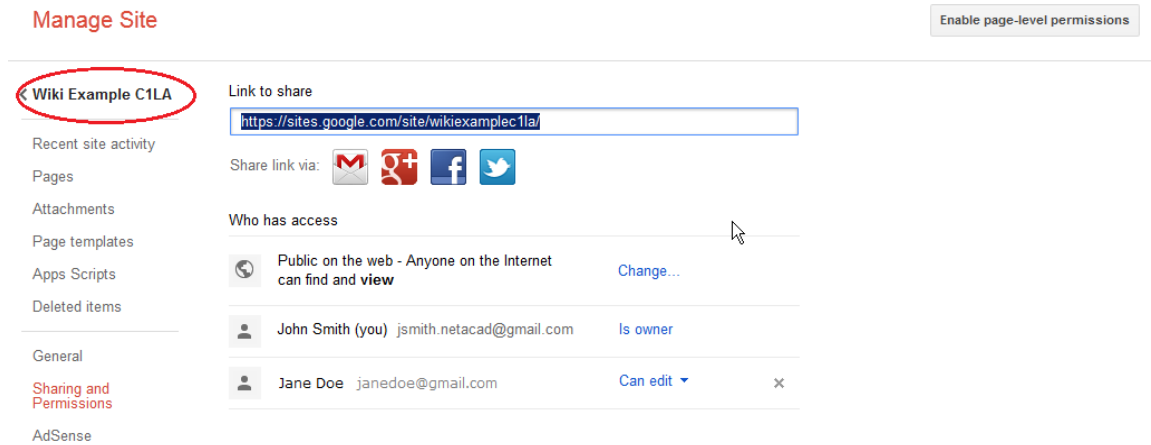 Manage Site
Enable page-level permissions
Wiki Example C1LA
Recent site activity
Pages
Attachments
Page templates
Apps Scripts
Deleted items
General
Sharing and
Permissions
AdSense
Link to share
https://sites.google.com/site/wikiexamplec1la/
Share link via:
Who has access
Public on the web - Anyone on the Internet
can find and view
Change...
John Smith (you) jsmith.netacad@gmail.com Is owner
Jane Doe janedoe@gmail.com Can edit